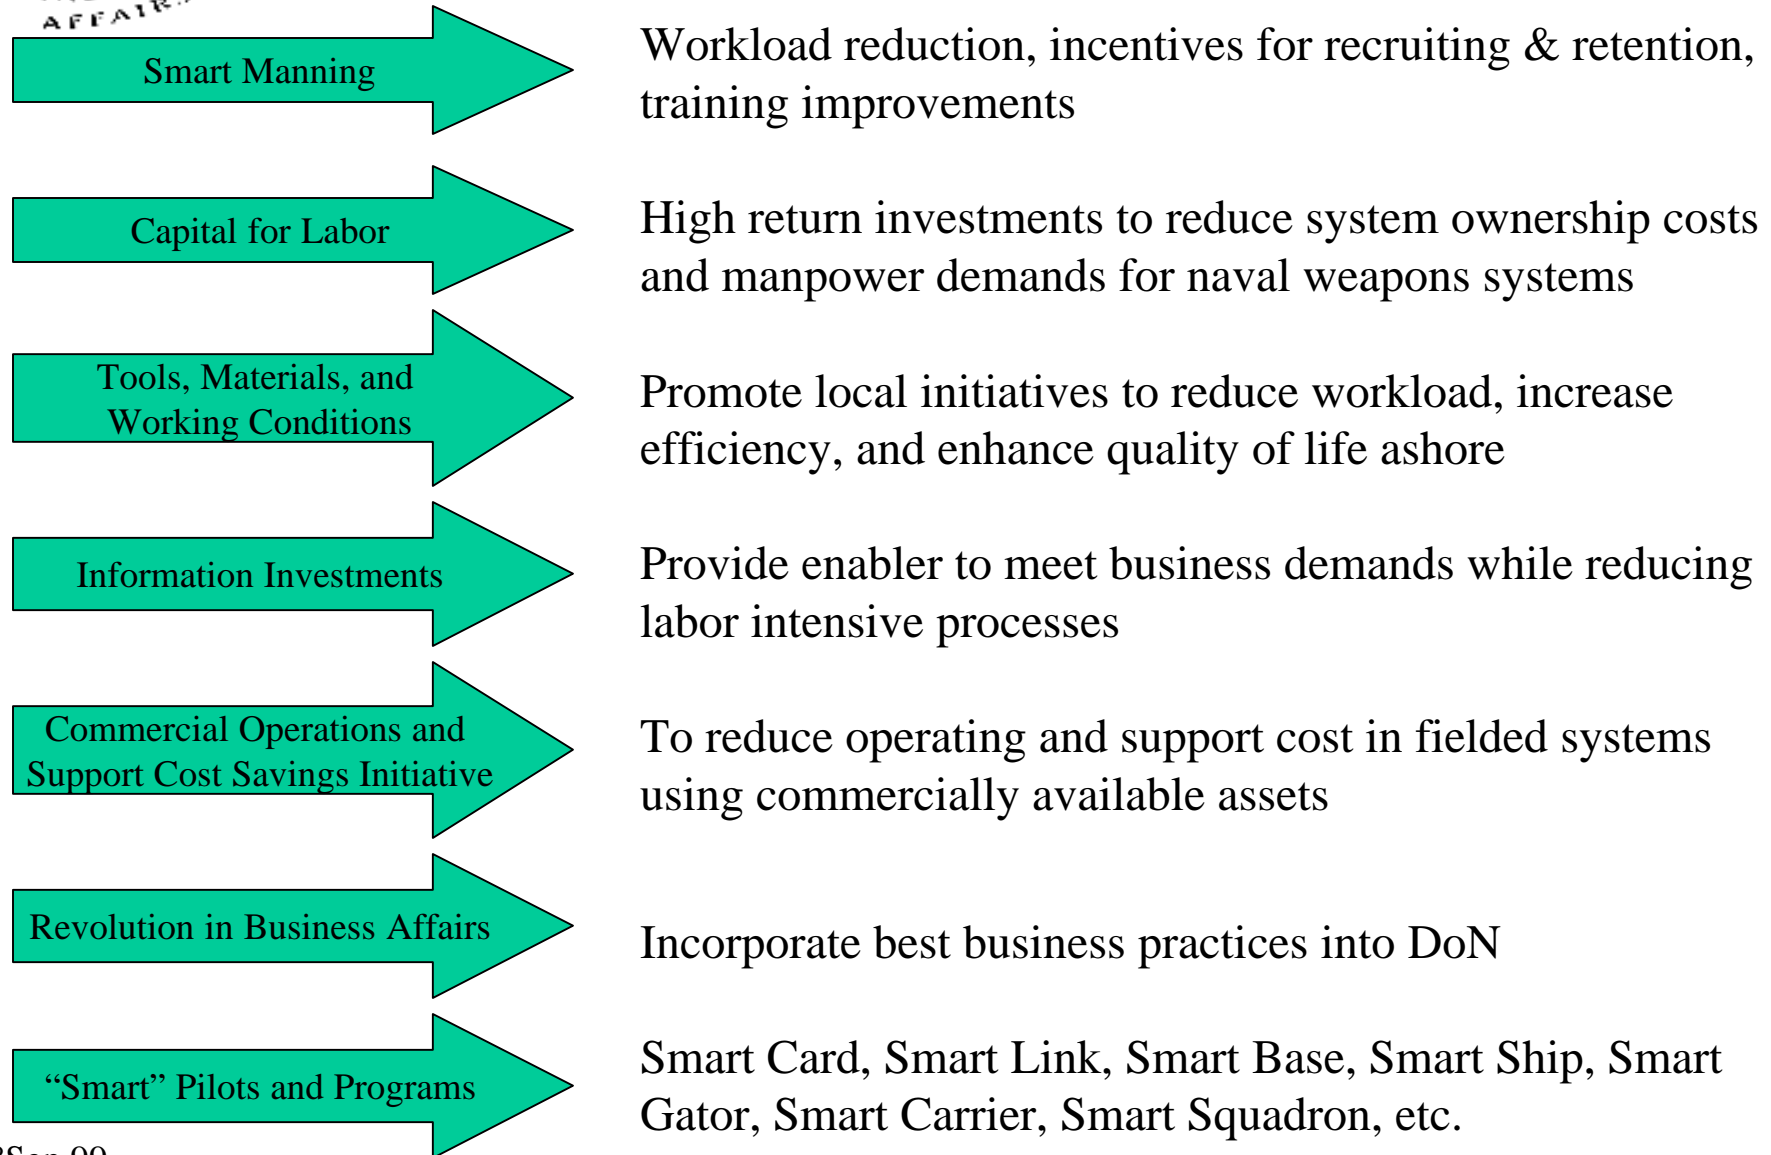 AFFAIRS
Smart Manning
Workload reduction, incentives for recruiting & retention,
training improvements
Capital for Labor
High return investments to reduce system ownership costs
and manpower demands for naval weapons systems
Tools, Materials, and
Working Conditions
Promote local initiatives to reduce workload, increase
efficiency, and enhance quality of life ashore
Information Investments
Provide enabler to meet business demands while reducing
labor intensive processes
Commercial Operations and
Support Cost Savings Initiative
To reduce operating and support cost in fielded systems
using commercially available assets
Revolution in Business Affairs
Incorporate best business practices into DoN
“Smart” Pilots and Programs
Smart Card, Smart Link, Smart Base, Smart Ship, Smart
Gator, Smart Carrier, Smart Squadron, etc.